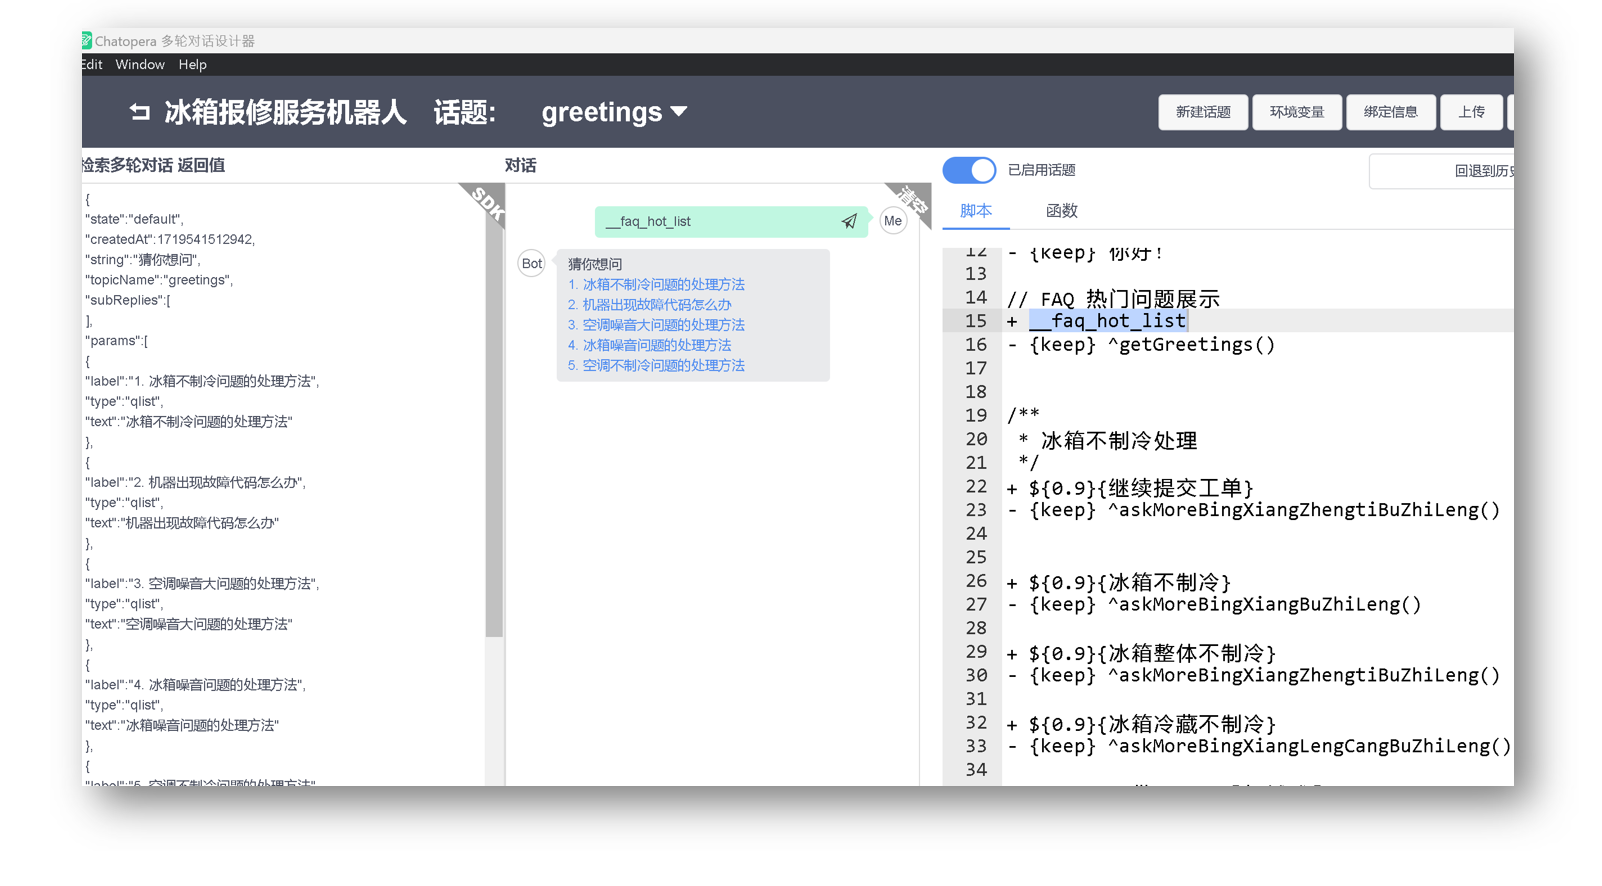 Chatopera 多轮对话设计器
Edit Window Help
冰箱报修服务机器人 话题: greetings
新建话题 环境变量 绑定信息 上传
检索多轮对话 返回值
SDK
{
"state":"default",
"createdAt":1719541512942,
"string":"猜你想问",
"topicName":"greetings",
"subReplies":[
],
"params":[
{
"label":"1. 冰箱不制冷问题的处理方法",
"type":"qlist",
"text":"冰箱不制冷问题的处理方法"
},
{
"label":"2. 机器出现故障代码怎么办",
"type":"qlist",
"text":"机器出现故障代码怎么办"
},
{
"label":"3. 空调噪音大问题的处理方法",
"type":"qlist",
"text":"空调噪音大问题的处理方法"
},
{
"label":"4. 冰箱噪音问题的处理方法",
"type":"qlist",
"text":"冰箱噪音问题的处理方法"
},
{
"label":"5. 空调不制冷问题的处理方法"
对话
清空
__faq_hot_list
Me
Bot
猜你想问
1. 冰箱不制冷问题的处理方法
2. 机器出现故障代码怎么办
3. 空调噪音大问题的处理方法
4. 冰箱噪音问题的处理方法
5. 空调不制冷问题的处理方法
已启用话题
回退到历史
脚本 函数
12 - {keep} 你好!
13
14 // FAQ 热门问题展示
15 + __faq_hot_list
16 - {keep} ^getGreetings()
17
18
19 /**
20 * 冰箱不制冷处理
21 */
22 + ${0.9}{继续提交工单}
23 - {keep} ^askMoreBingXiangZhengtiBuZhiLeng()
24
25
26 + ${0.9}{冰箱不制冷}
27 - {keep} ^askMoreBingXiangBuZhiLeng()
28
29 + ${0.9}{冰箱整体不制冷}
30 - {keep} ^askMoreBingXiangZhengtiBuZhiLeng()
31
32 + ${0.9}{冰箱冷藏不制冷}
33 - {keep} ^askMoreBingXiangLengCangBuZhiLeng()
34